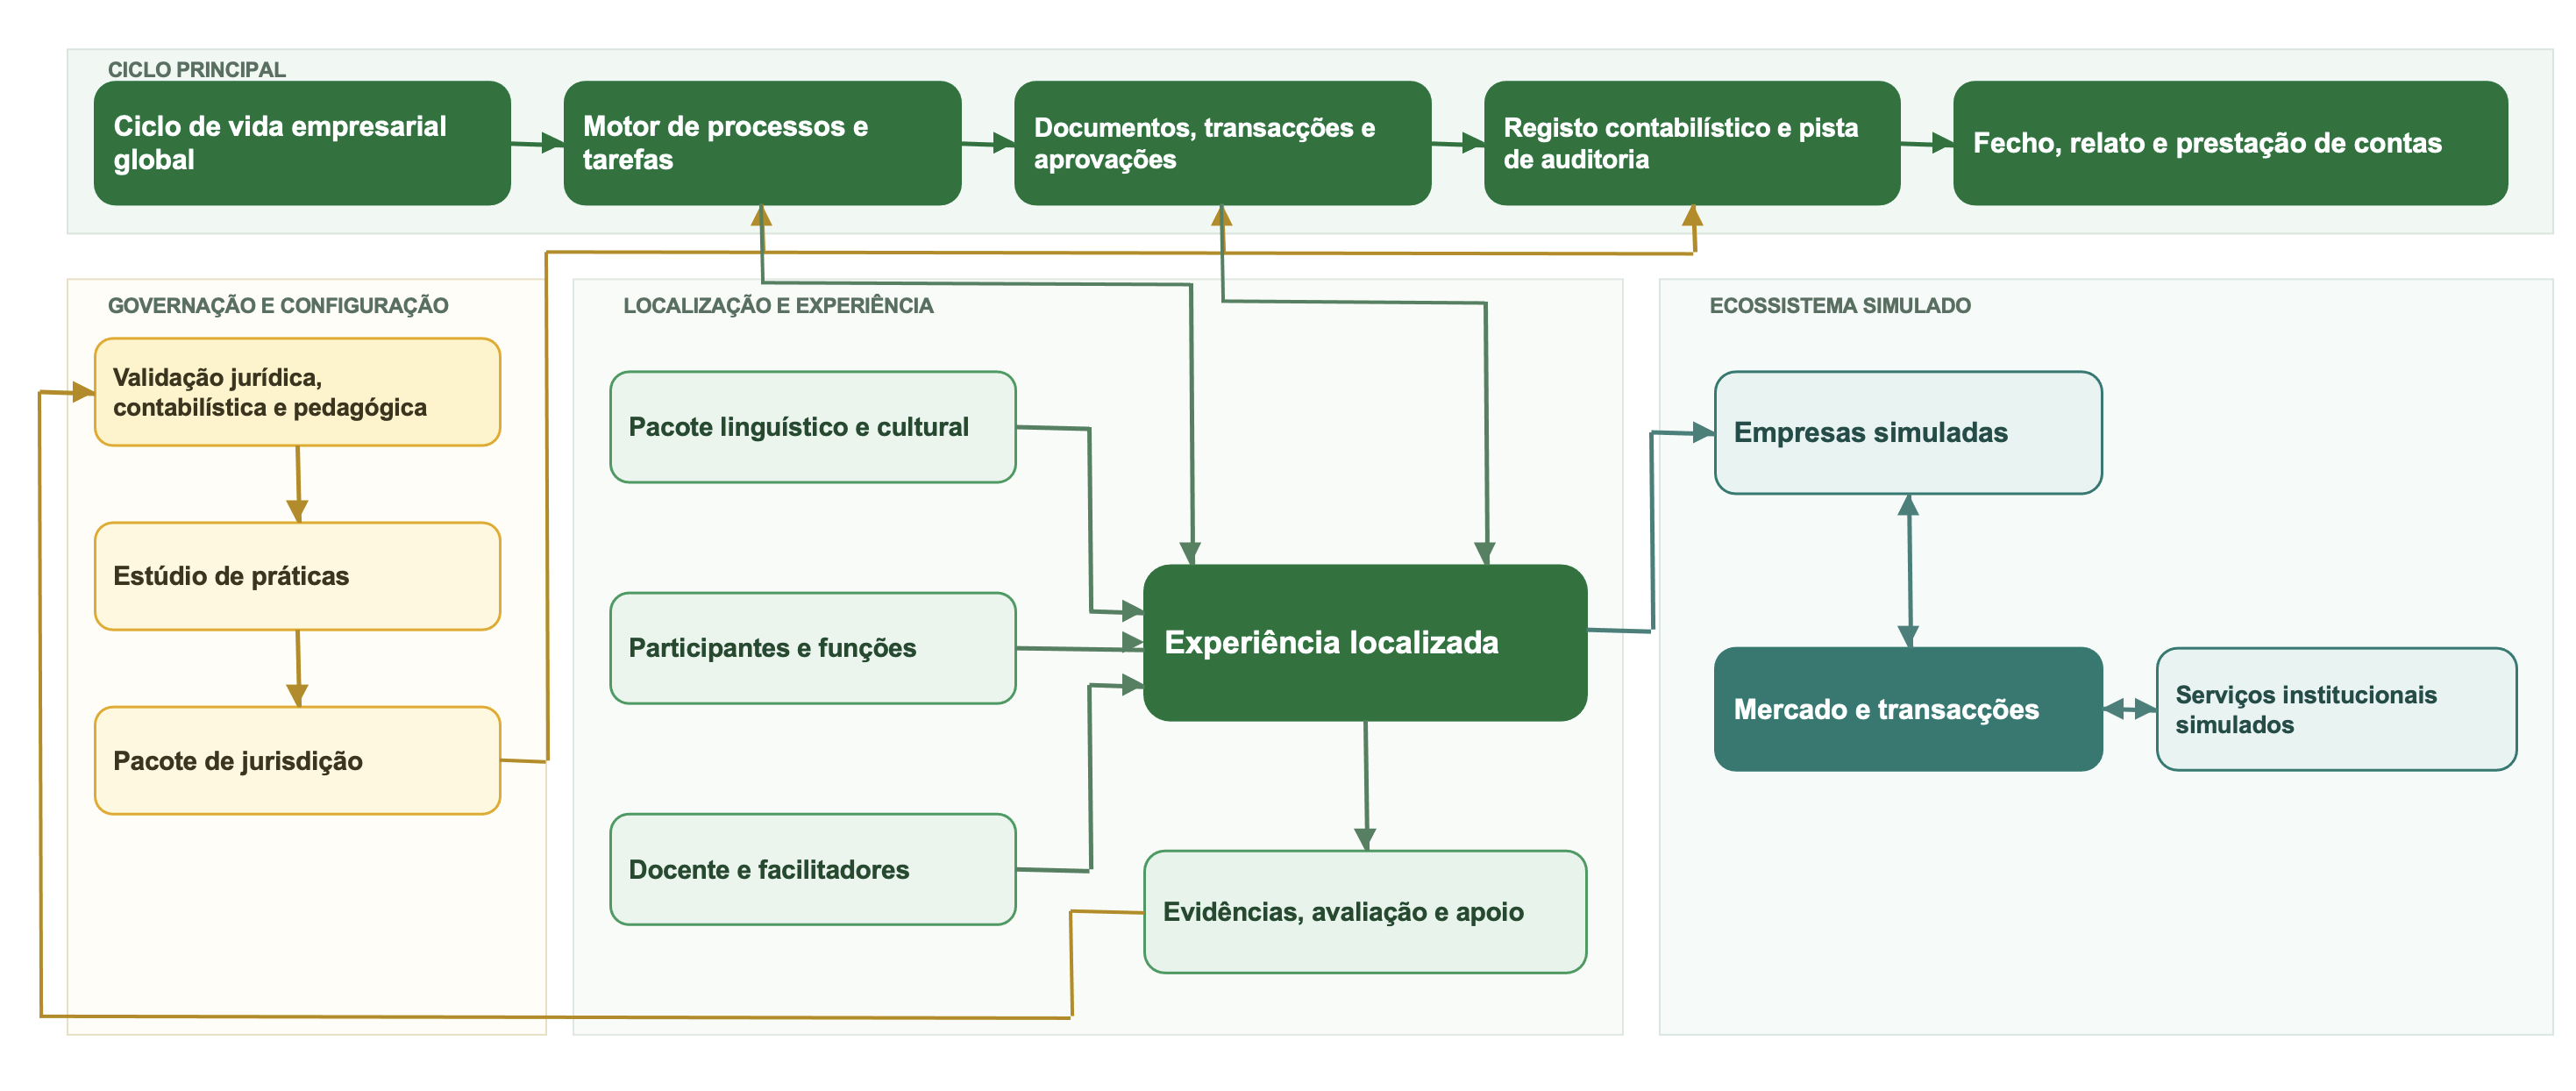 CICLO PRINCIPAL
Ciclo de vida empresarial
global
Motor de processos e
tarefas
Documentos, transacções e
aprovações
Registo contabilístico e pista
de auditoria
Fecho, relato e prestação de contas
GOVERNAÇÃO E CONFIGURAÇÃO
Validação jurídica,
contabilística e pedagógica
Estúdio de práticas
Pacote de jurisdição
LOCALIZAÇÃO E EXPERIÊNCIA
Pacote linguístico e cultural
Participantes e funções
Docente e facilitadores
Experiência localizada
Evidências, avaliação e apoio
ECOSSISTEMA SIMULADO
Empresas simuladas
Mercado e transacções
Serviços institucionais
simulados